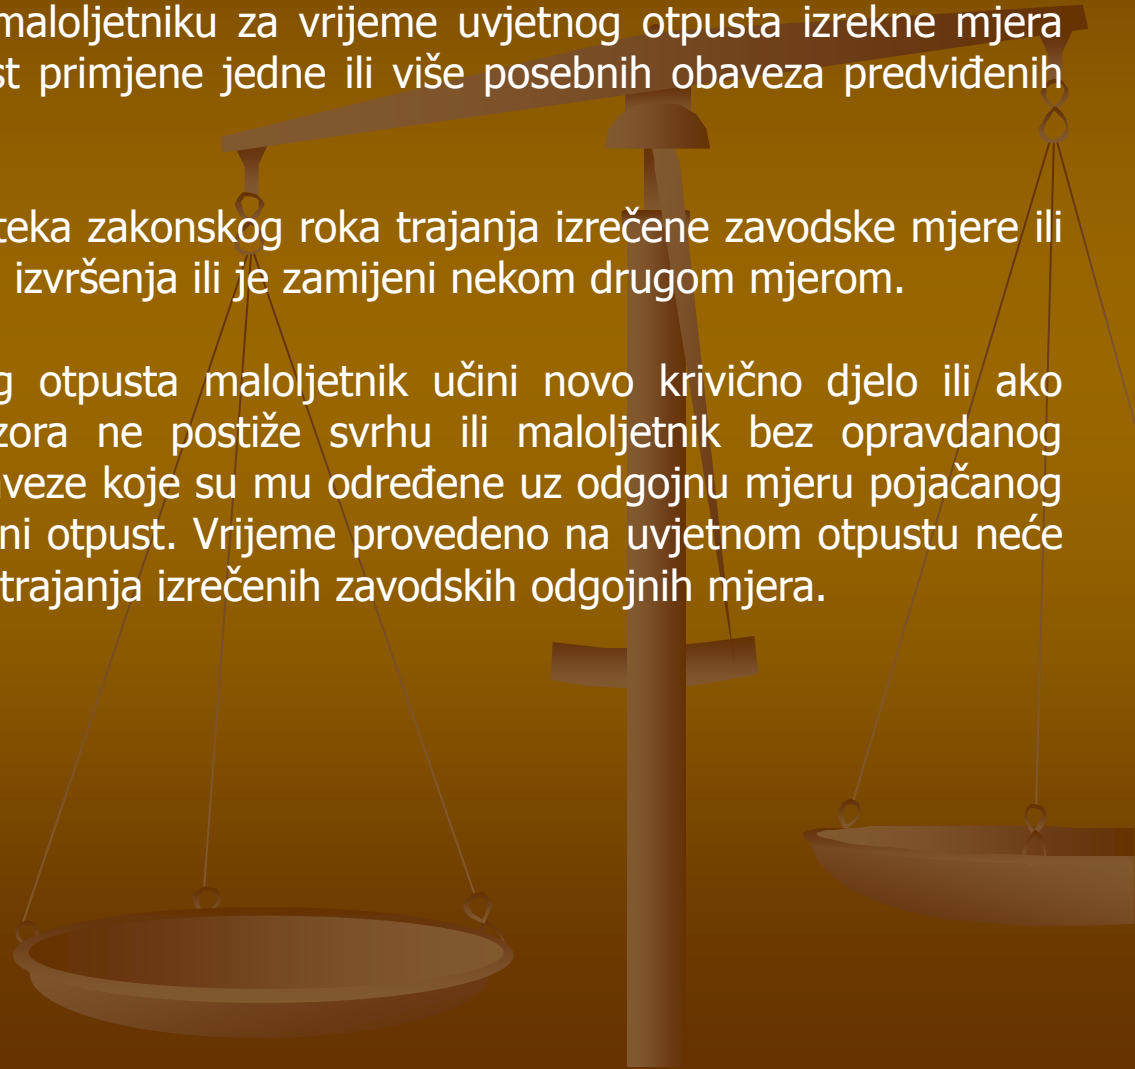 maloljetniku za vrijeme uvjetnog otpusta izrekne mjera
st primjene jedne ili više posebnih obaveza predviđenih
teka zakonskog roka trajanja izrečene zavodske mjere ili
izvršenja ili je zamijeni nekom drugom mjerom.
g otpusta maloljetnik učini novo krivično djelo ili ako
zora ne postiže svrhu ili maloljetnik bez opravdanog
aveze koje su mu određene uz odgojnu mjeru pojačanog
ni otpust. Vrijeme provedeno na uvjetnom otpustu neće
trajanja izrečenih zavodskih odgojnih mjera.